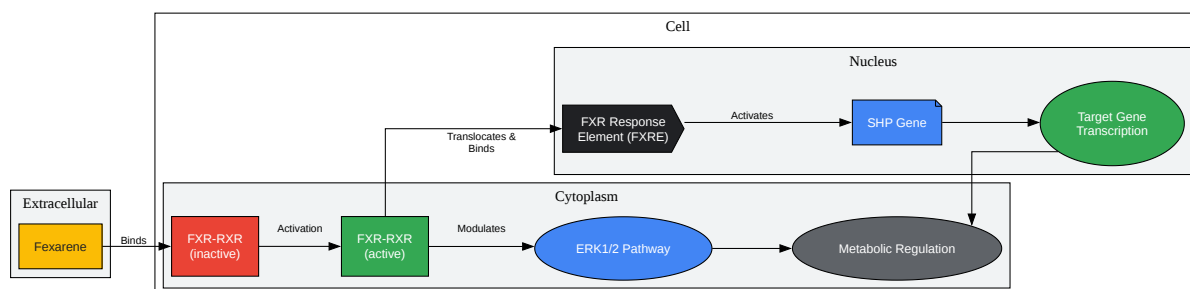 Cell
Nucleus
FXR Response
Element (FXRE)
Activates
SHP Gene
Target Gene
Transcription
Translocates &
Binds
Extracellular
Fexarene
Binds
Cytoplasm
FXR-RXR
(inactive)
Activation
FXR-RXR
(active)
Modulates
ERK1/2 Pathway
Metabolic Regulation